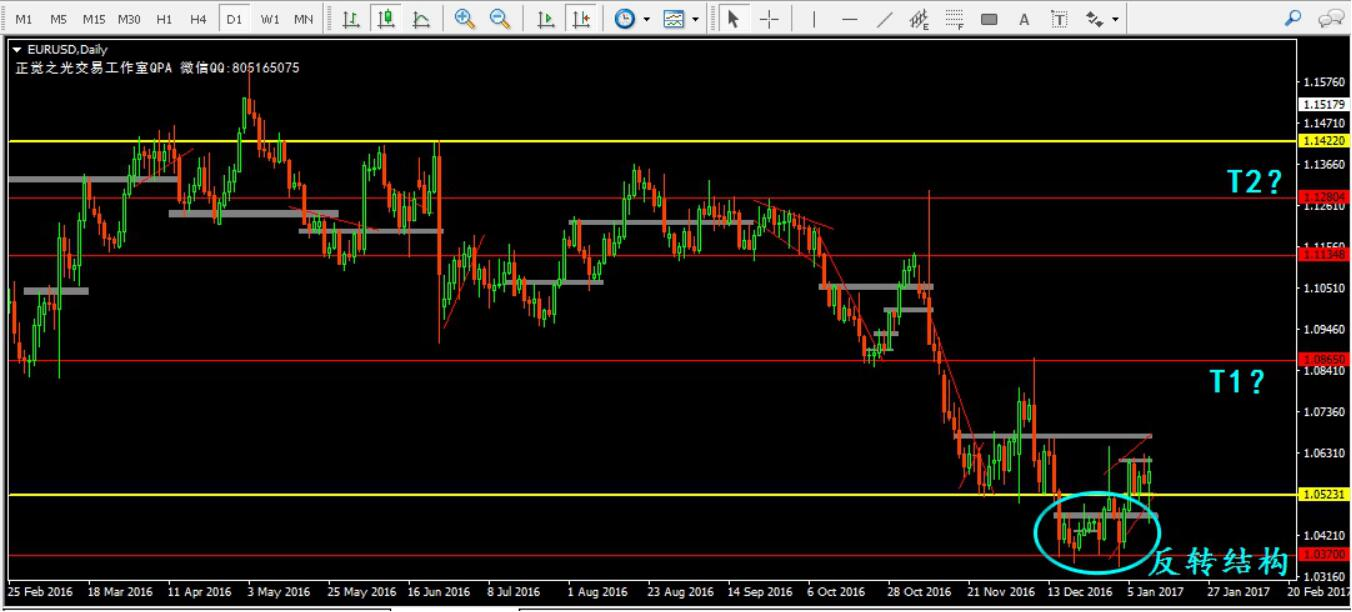 M1 M5 M15 M30 H1 H4 D1 W1 MN E F A T
EURUSD,Daily
正觉之光交易工作室QPA 微信QQ:805165075
1.15760
1.15179
1.14710
1.14220
1.13660
T2?
1.12804
1.12610
1.11560
1.11348
1.10510
1.09460
1.08650
1.08410
T1?
1.07360
1.06310
1.05231
1.04210
反转结构
1.03700
1.03160
25 Feb 2016 18 Mar 2016 11 Apr 2016 3 May 2016 25 May 2016 16 Jun 2016 8 Jul 2016 1 Aug 2016 23 Aug 2016 14 Sep 2016 6 Oct 2016 28 Oct 2016 21 Nov 2016 13 Dec 2016 5 Jan 2017 27 Jan 2017 20 Feb 2017